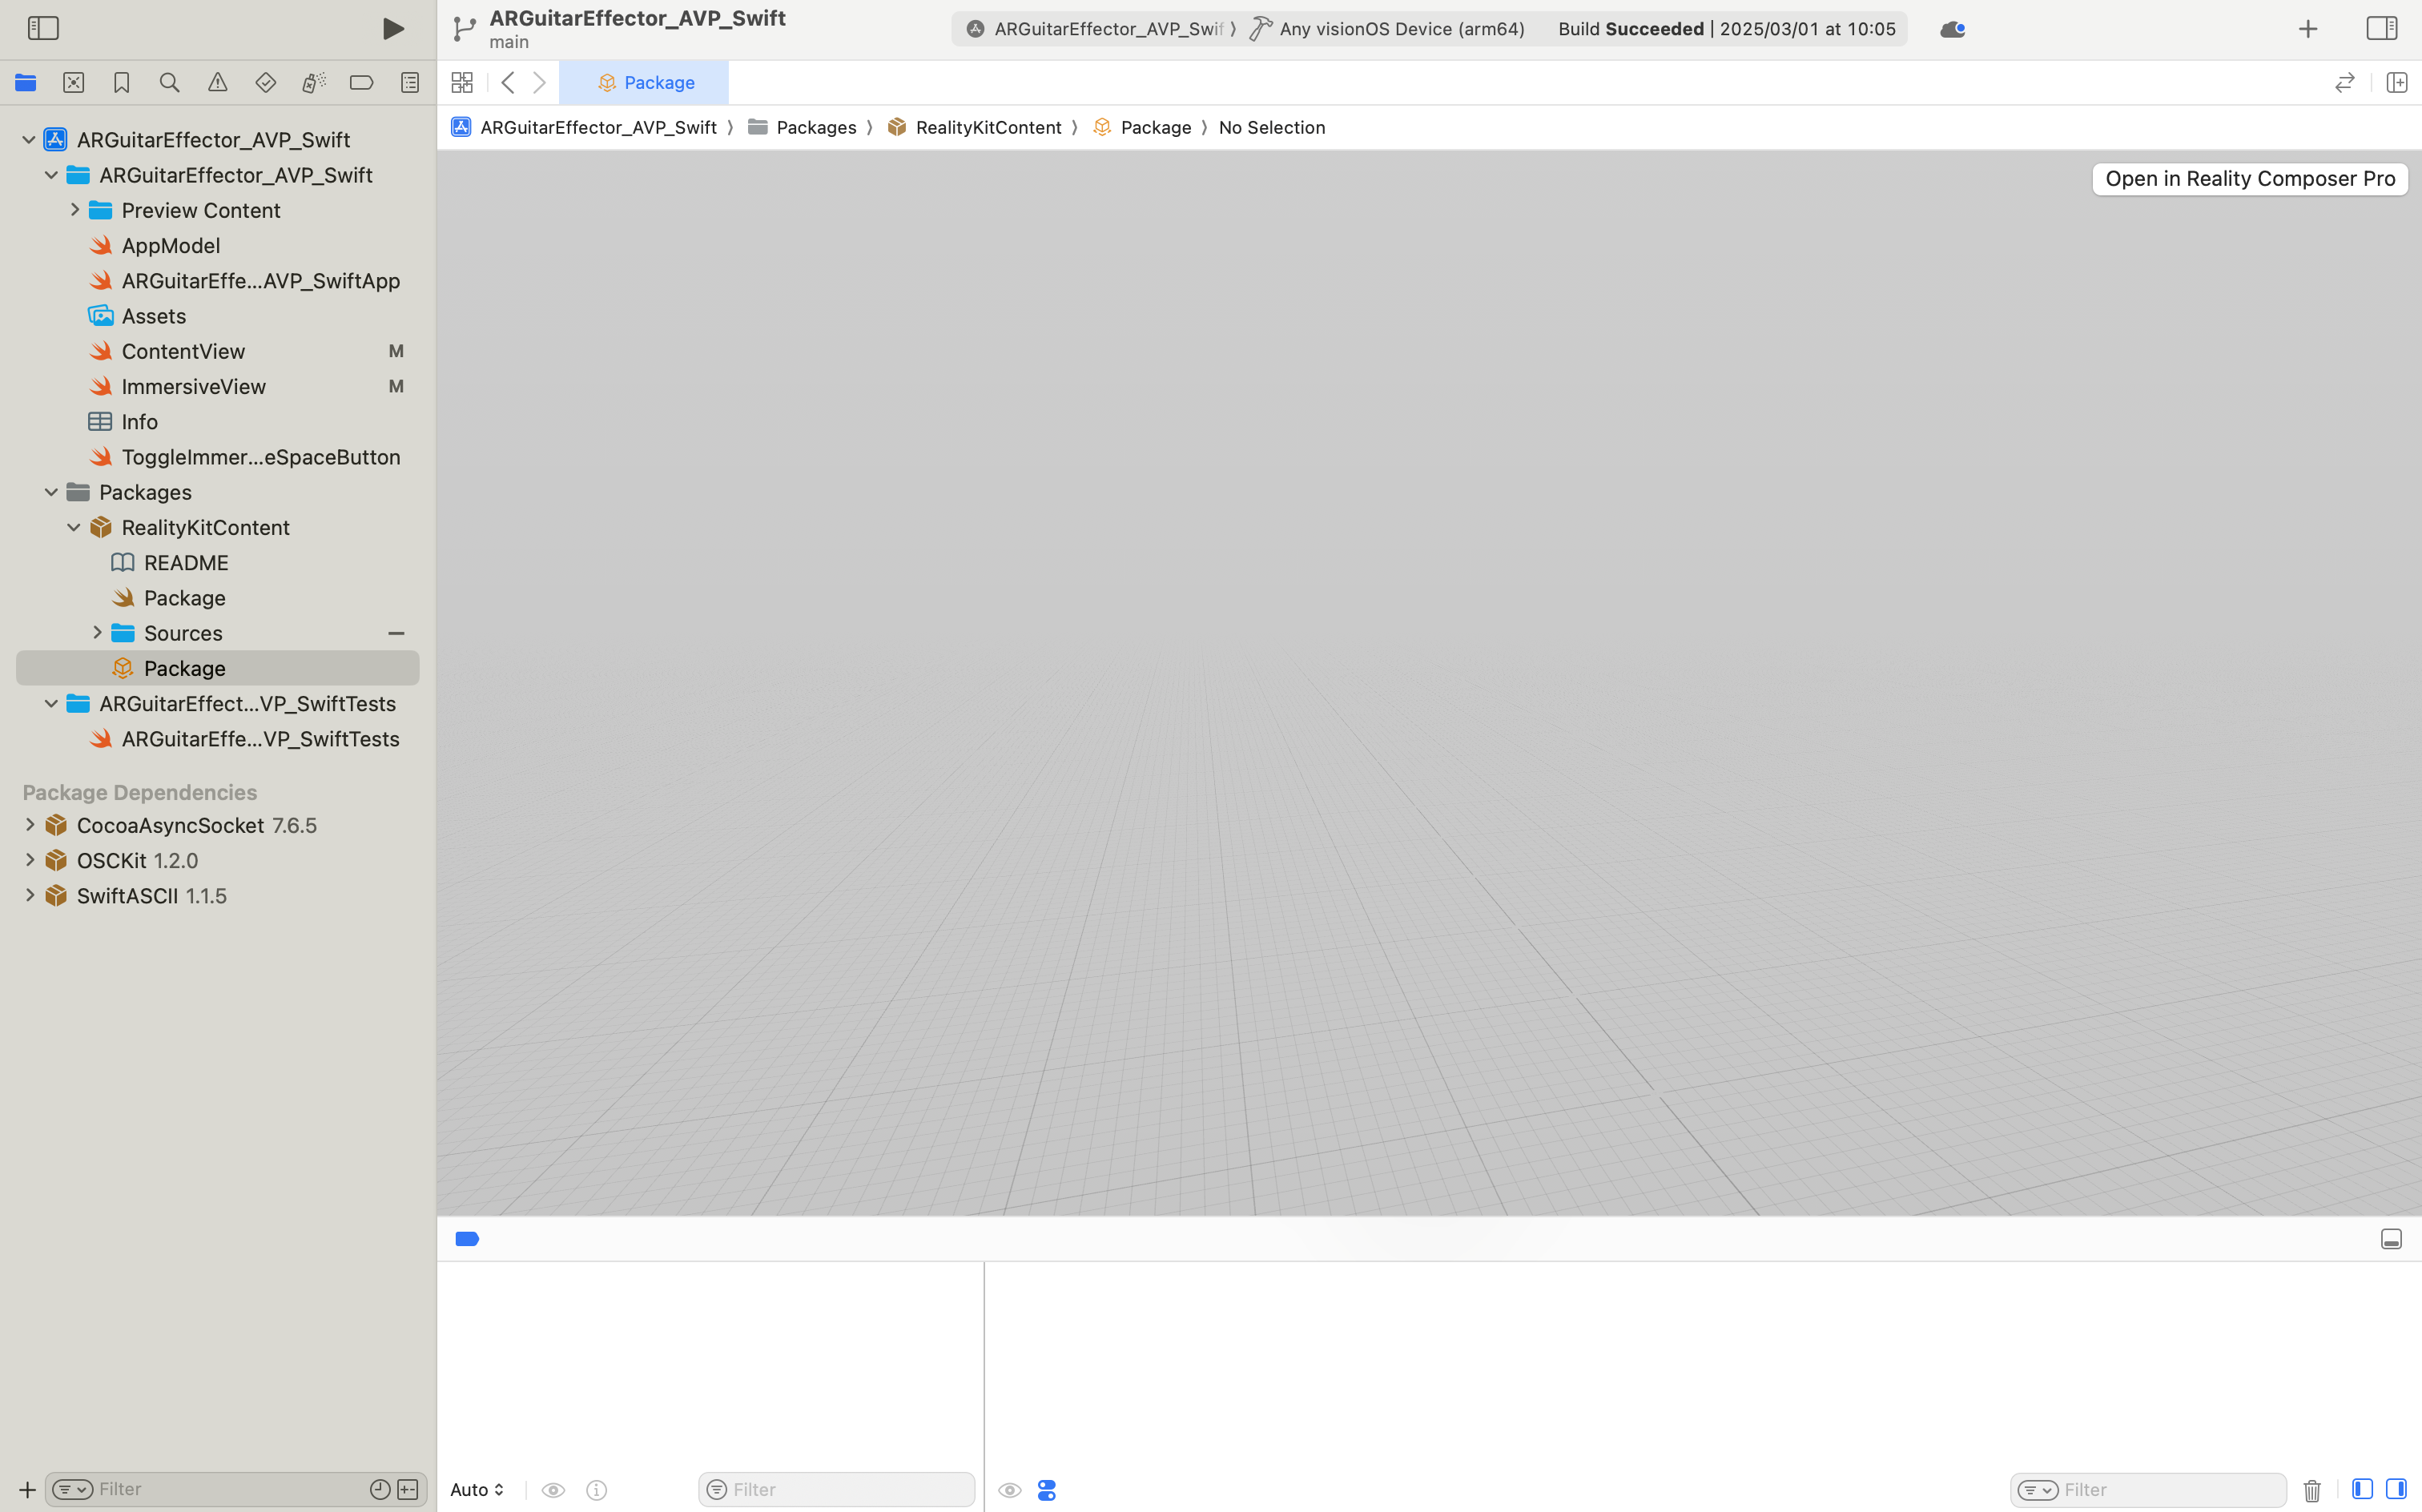 ARGuitarEffector_AVP_Swift
main
ARGuitarEffector_AVP_Swif 〉 Any visionOS Device (arm64)
Build Succeeded | 2025/03/01 at 10:05
Package
ARGuitarEffector_AVP_Swift 〉 Packages 〉 RealityKitContent 〉 Package 〉 No Selection
Open in Reality Composer Pro
ARGuitarEffector_AVP_Swift
ARGuitarEffector_AVP_Swift
Preview Content
AppModel
ARGuitarEffe...AVP_SwiftApp
Assets
ContentView M
ImmersiveView M
Info
ToggleImmer...eSpaceButton
Packages
RealityKitContent
README
Package
Sources
Package
ARGuitarEffect...VP_SwiftTests
ARGuitarEffe...VP_SwiftTests
Package Dependencies
CocoaAsyncSocket 7.6.5
OSCKit 1.2.0
SwiftASCII 1.1.5
Filter
Auto
Filter
Filter